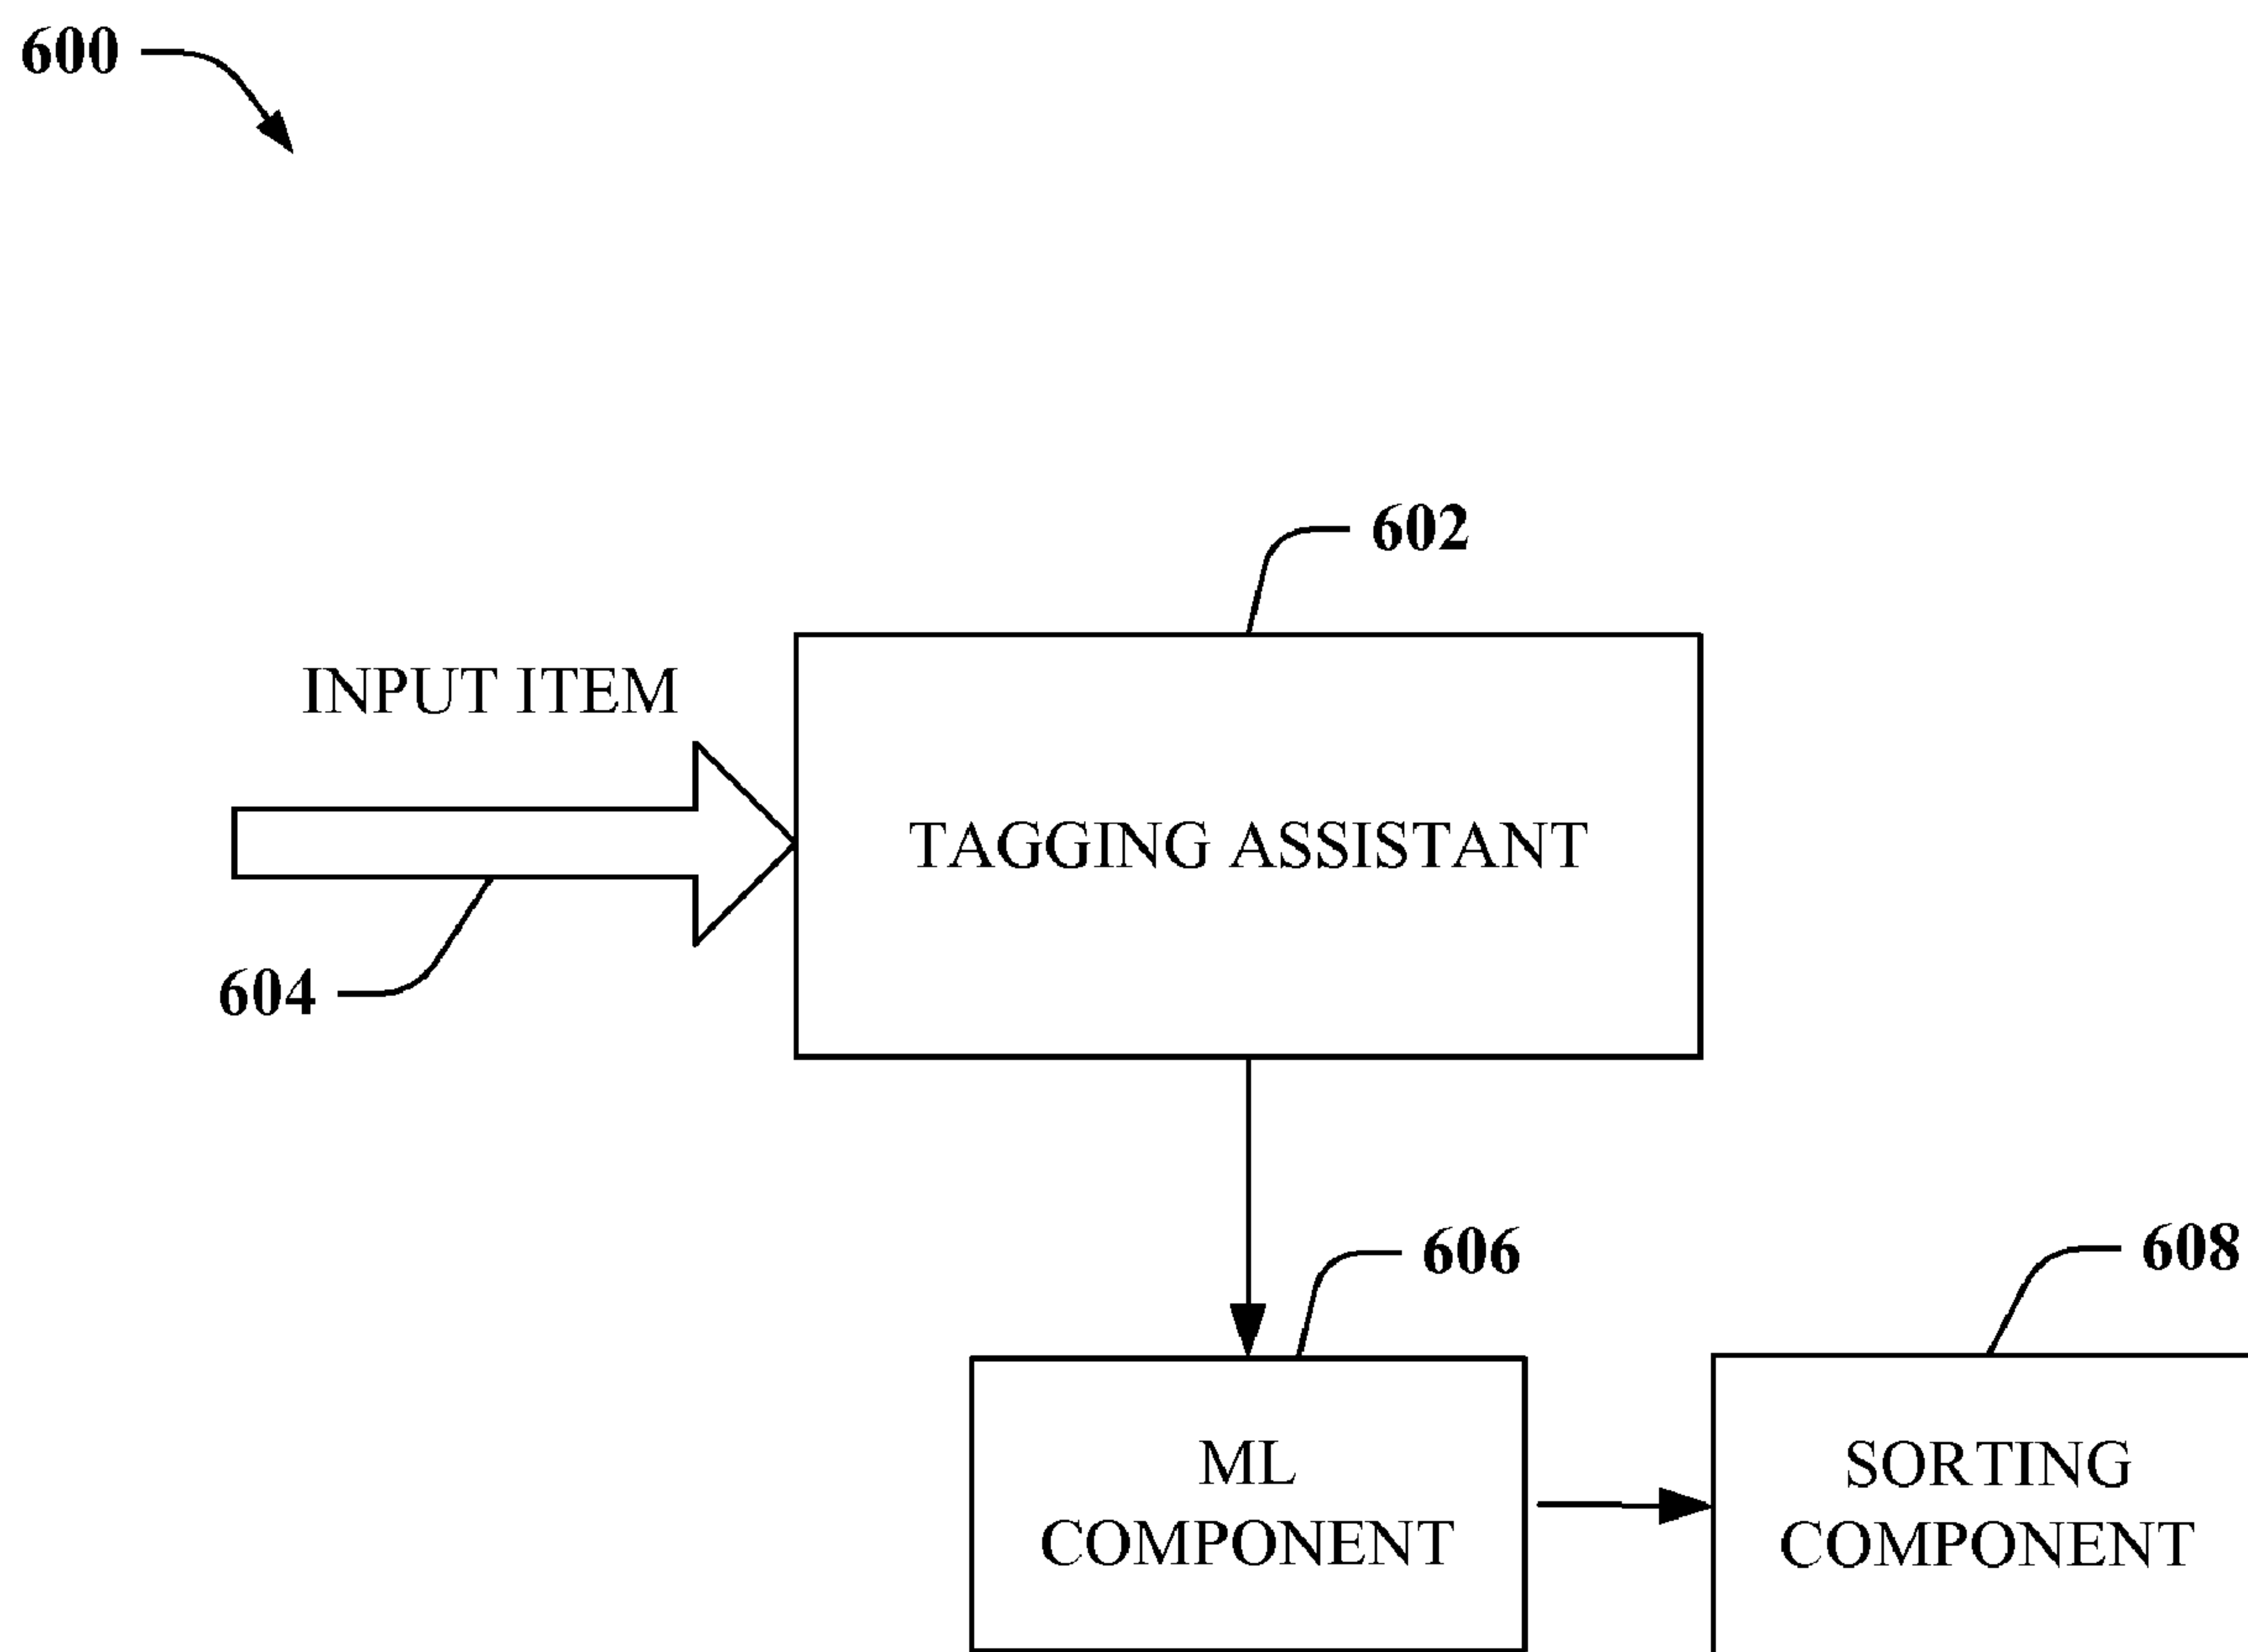 600
602
INPUT ITEM
TAGGING ASSISTANT
604
606
608
ML
COMPONENT
SORTING
COMPONENT